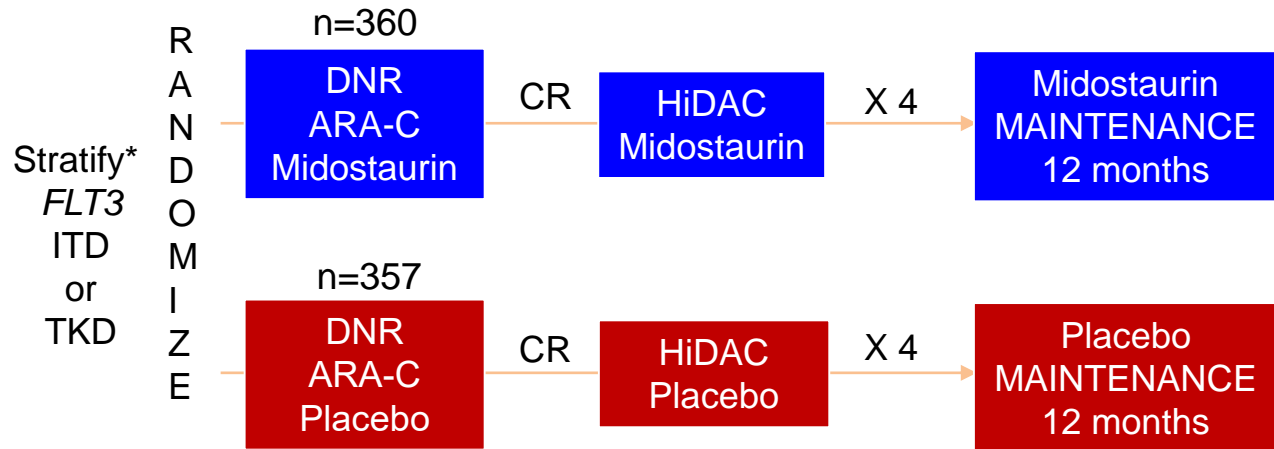 Stratify*
FLT3
ITD
or
TKD
R
A
N
D
O
M
I
Z
E
n=360
DNR
ARA-C
Midostaurin
CR
HiDAC
Midostaurin
X 4
Midostaurin
MAINTENANCE
12 months
n=357
DNR
ARA-C
Placebo
CR
HiDAC
Placebo
X 4
Placebo
MAINTENANCE
12 months